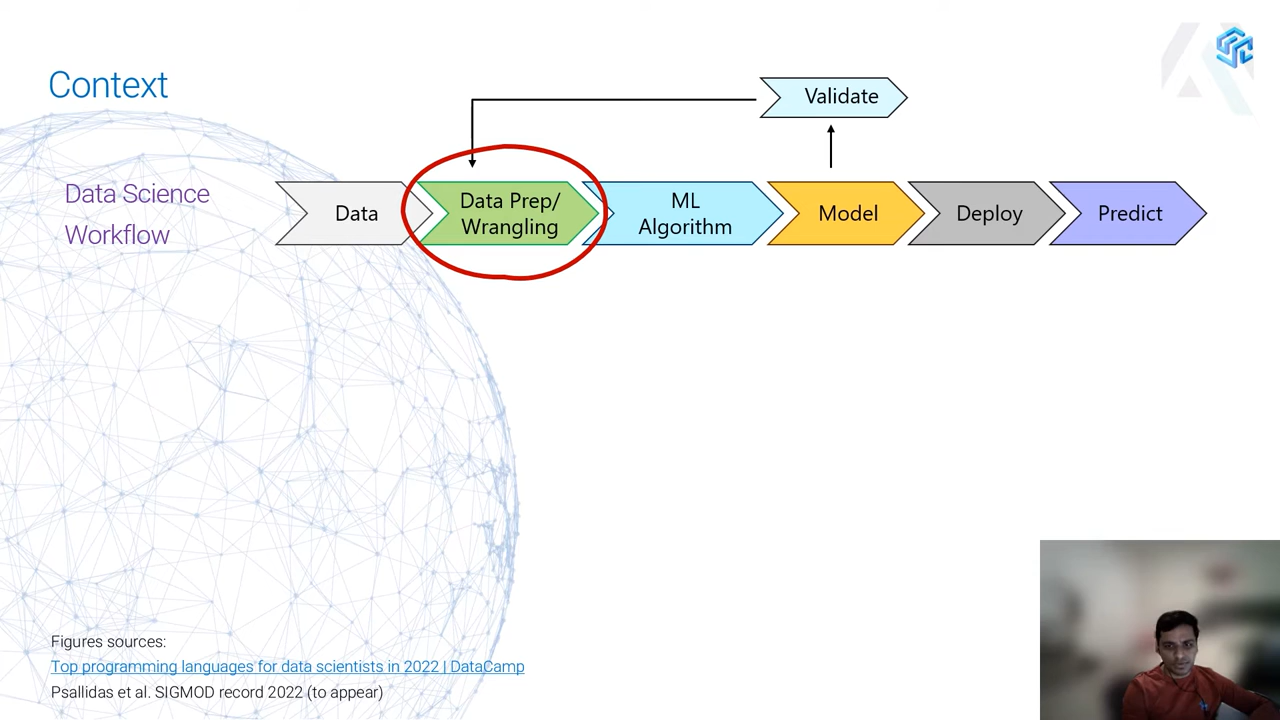 Context
Validate
Data Science
Workflow
Data
Data Prep/
Wrangling
ML
Algorithm
Model
Deploy
Predict
Figures sources:
Top programming languages for data scientists in 2022 | DataCamp
Psallidas et al. SIGMOD record 2022 (to appear)